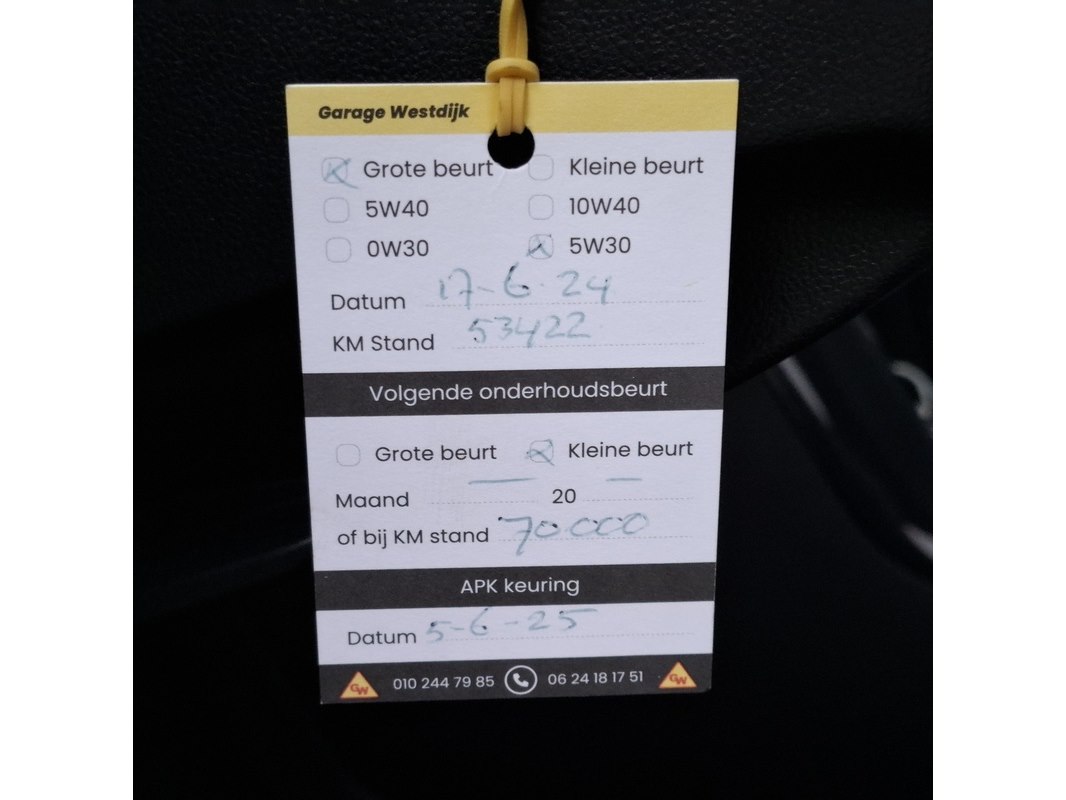 Garage Westdijk
Grote beurt Kleine beurt
5W40 10W40
0W30 5W30
Datum 17-6-24
KM Stand 53422
Volgende onderhoudsbeurt
Grote beurt Kleine beurt
Maand — 20 —
of bij KM stand 70000
APK keuring
Datum 5-6-25
GW 010 244 79 85 06 24 18 17 51 GW